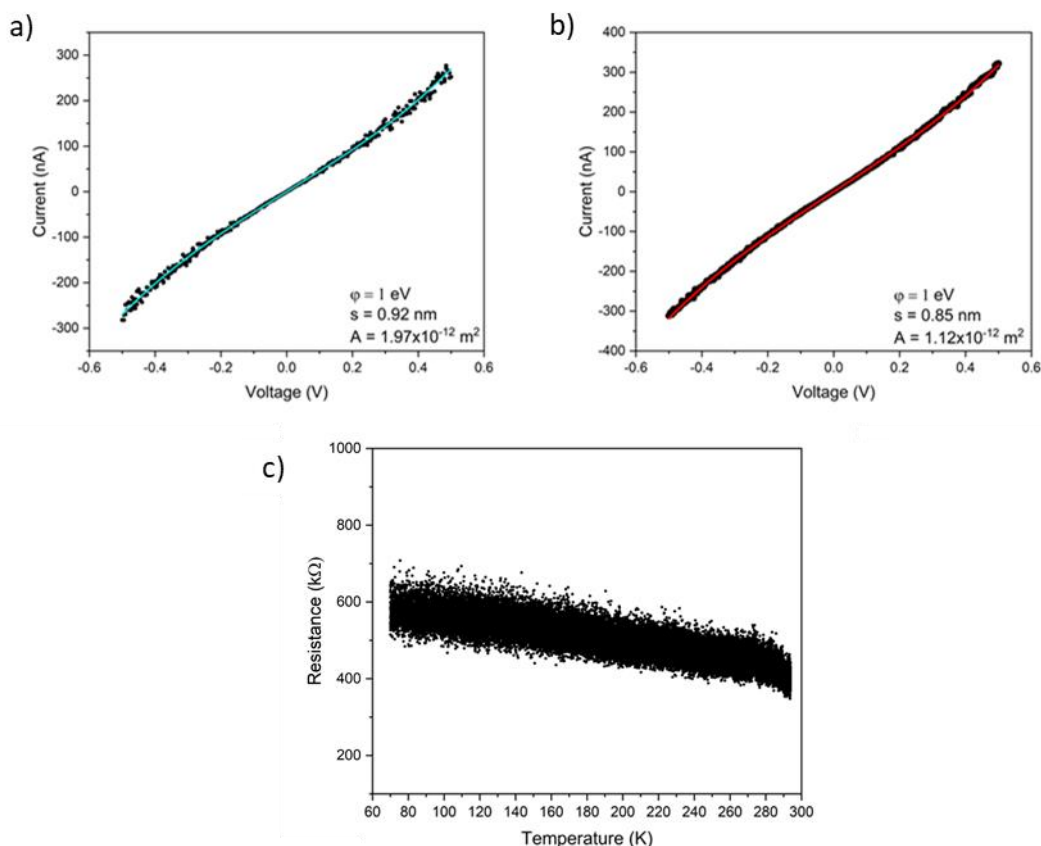 a)
300
200
100
0
-100
-200
-300
Current (nA)
φ = 1 eV
s = 0.92 nm
A = 1.97x10⁻¹² m²
-0.6 -0.4 -0.2 0.0 0.2 0.4 0.6
Voltage (V)
b)
400
300
200
100
0
-100
-200
-300
-400
Current (nA)
φ = 1 eV
s = 0.85 nm
A = 1.12x10⁻¹² m²
-0.6 -0.4 -0.2 0.0 0.2 0.4 0.6
Voltage (V)
c)
1000
800
600
400
200
Resistance (kΩ)
60 80 100 120 140 160 180 200 220 240 260 280 300
Temperature (K)